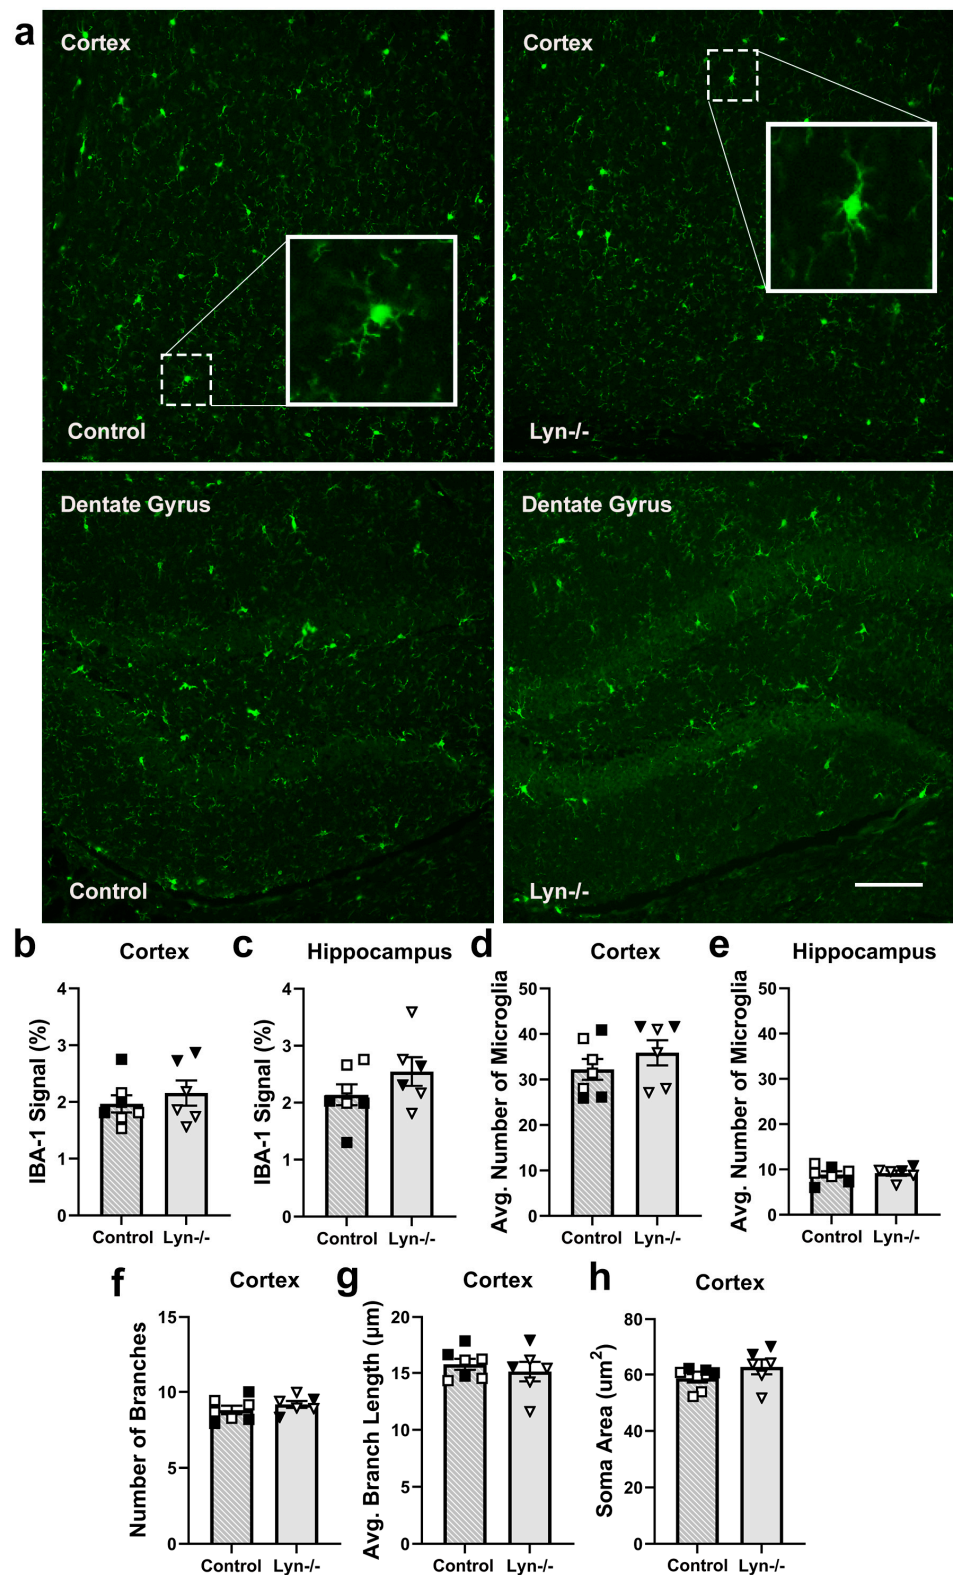 a
Cortex
Control
Cortex
Lyn-/-
Dentate Gyrus
Control
Dentate Gyrus
Lyn-/-
b
Cortex
IBA-1 Signal (%)
4
3
2
1
0
Control
Lyn-/-
c
Hippocampus
IBA-1 Signal (%)
4
3
2
1
0
Control
Lyn-/-
d
Cortex
Avg. Number of Microglia
50
40
30
20
10
0
Control
Lyn-/-
e
Hippocampus
Avg. Number of Microglia
50
40
30
20
10
0
Control
Lyn-/-
f
Cortex
Number of Branches
15
10
5
0
Control
Lyn-/-
g
Cortex
Avg. Branch Length (µm)
20
15
10
5
0
Control
Lyn-/-
h
Cortex
Soma Area (um²)
80
60
40
20
0
Control
Lyn-/-